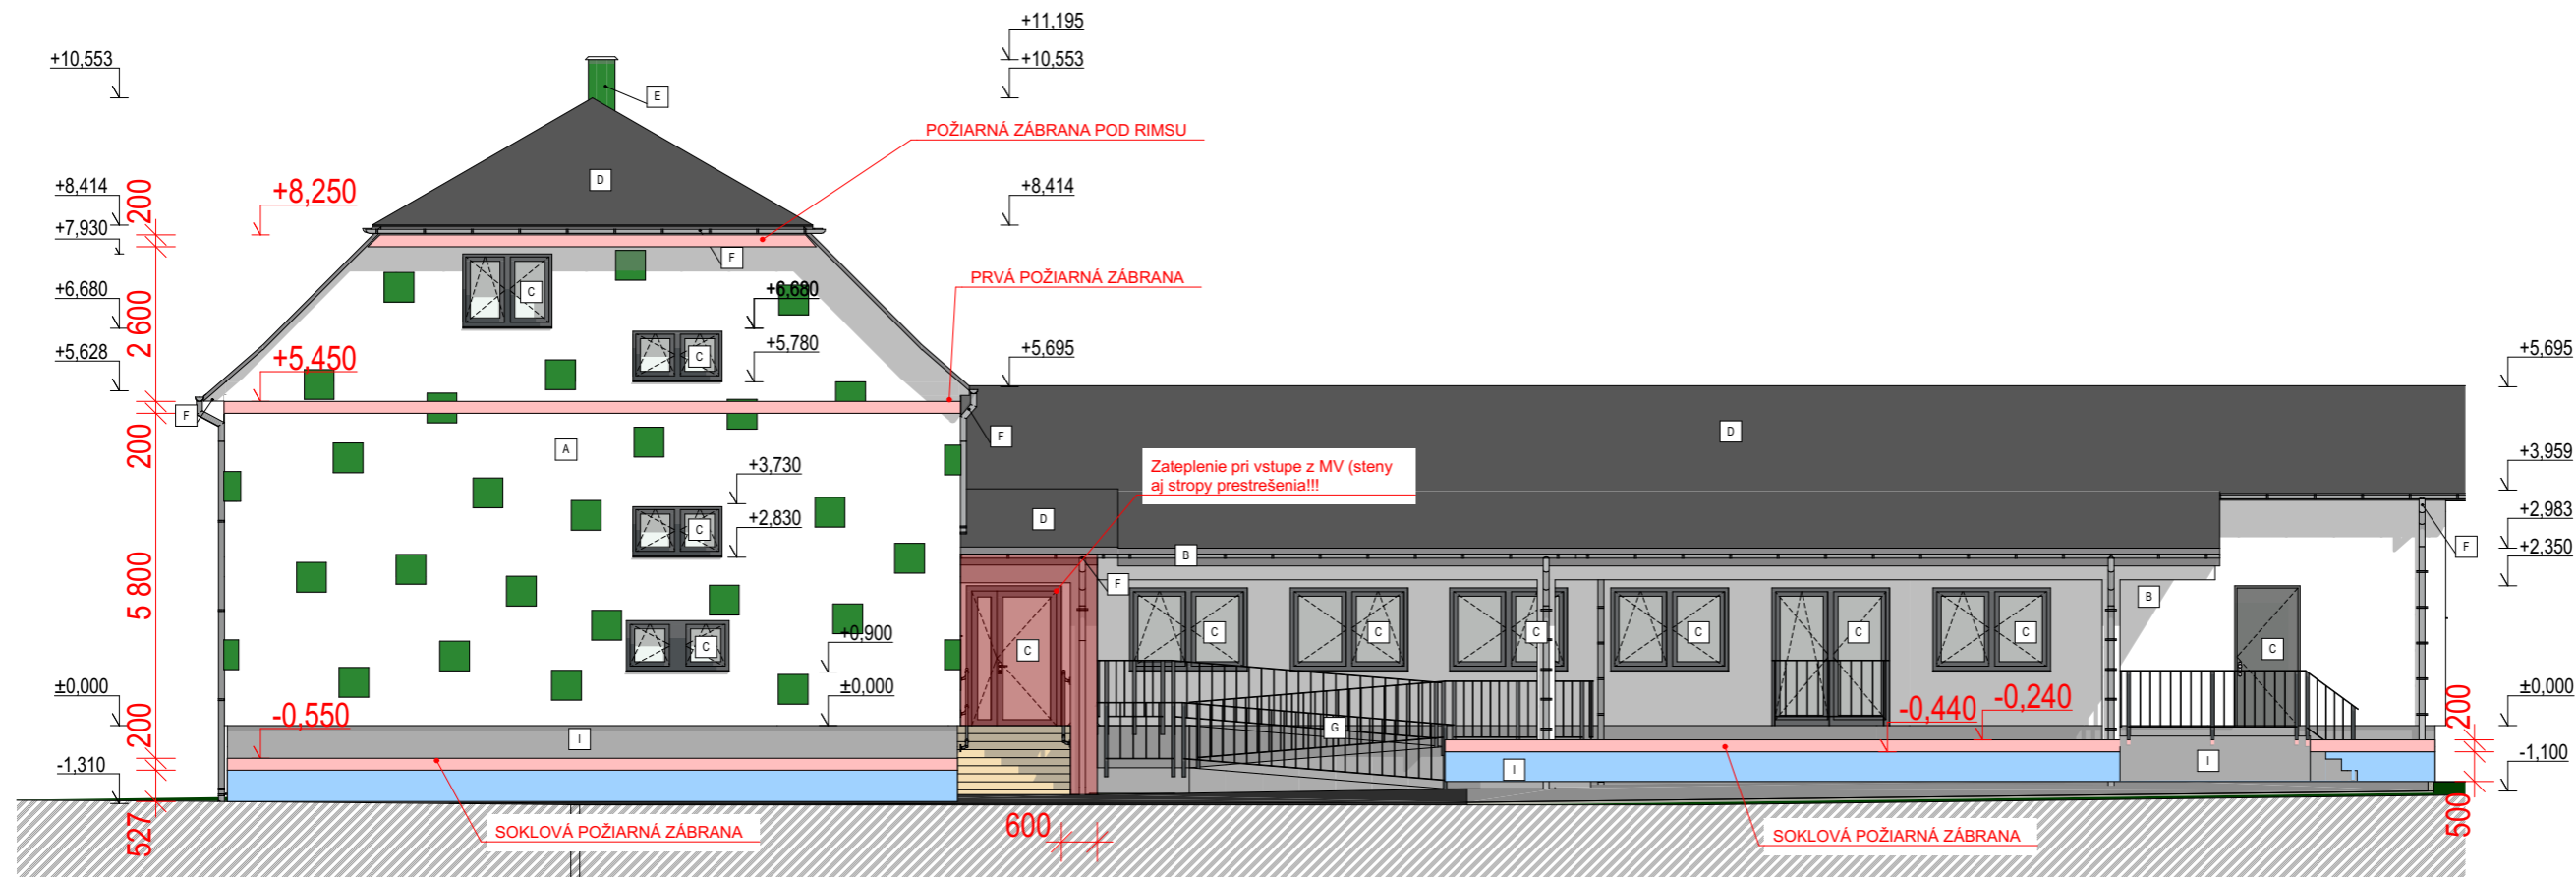 +11,195
+10,553
+10,553
E
POŽIARNÁ ZÁBRANA POD RIMSU
D
+8,414
200
+8,250
+8,414
+7,930
F
PRVÁ POŽIARNÁ ZÁBRANA
C
+6,680
2 600
+6,680
+5,780
C
+5,628
+5,450
+5,695
+5,695
F
F
D
200
A
+3,730
Zateplenie pri vstupe z MV (steny
aj stropy prestrešenia!!!
+3,959
C
+2,830
D
+2,983
B
F
+2,350
5 800
F
B
C
+0,900
C
C
C
C
C
C
C
C
±0,000
±0,000
±0,000
200
-0,550
I
G
-0,440
-0,240
200
-1,310
I
I
-1,100
527
SOKLOVÁ POŽIARNÁ ZÁBRANA
600
SOKLOVÁ POŽIARNÁ ZÁBRANA
500